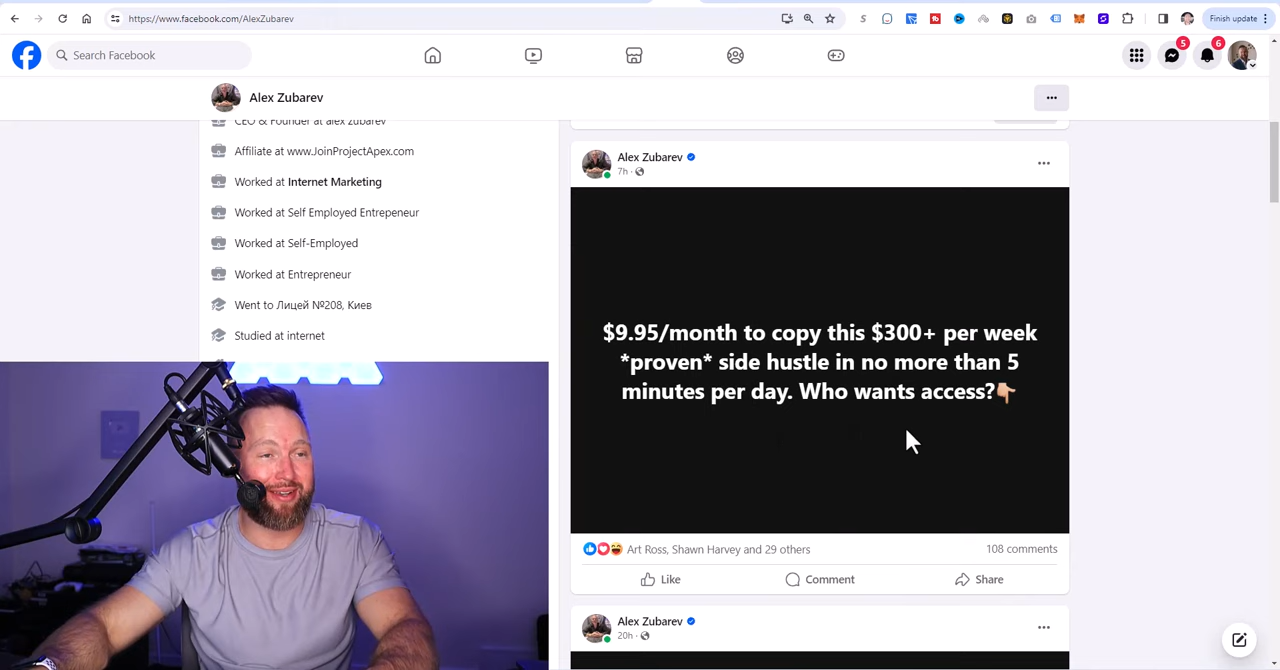 https://www.facebook.com/AlexZubarev
Finish update
Search Facebook
5
6
Alex Zubarev
CEO & Founder at alex zubarev
Affiliate at www.JoinProjectApex.com
Worked at Internet Marketing
Worked at Self Employed Entrepeneur
Worked at Self-Employed
Worked at Entrepreneur
Went to Лицей №208, Киев
Studied at internet
Alex Zubarev
7h
$9.95/month to copy this $300+ per week
*proven* side hustle in no more than 5
minutes per day. Who wants access?👇🏼
Art Ross, Shawn Harvey and 29 others
108 comments
Like
Comment
Share
Alex Zubarev
20h